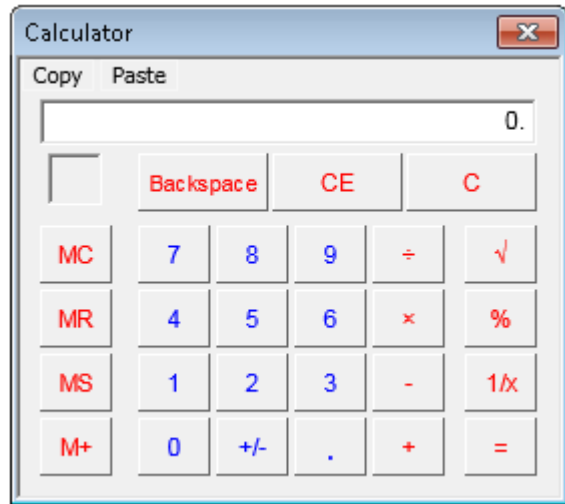 Calculator
Copy Paste
0.
Backspace CE C
MC 7 8 9 ÷ √
MR 4 5 6 × %
MS 1 2 3 - 1/x
M+ 0 +/- . + =